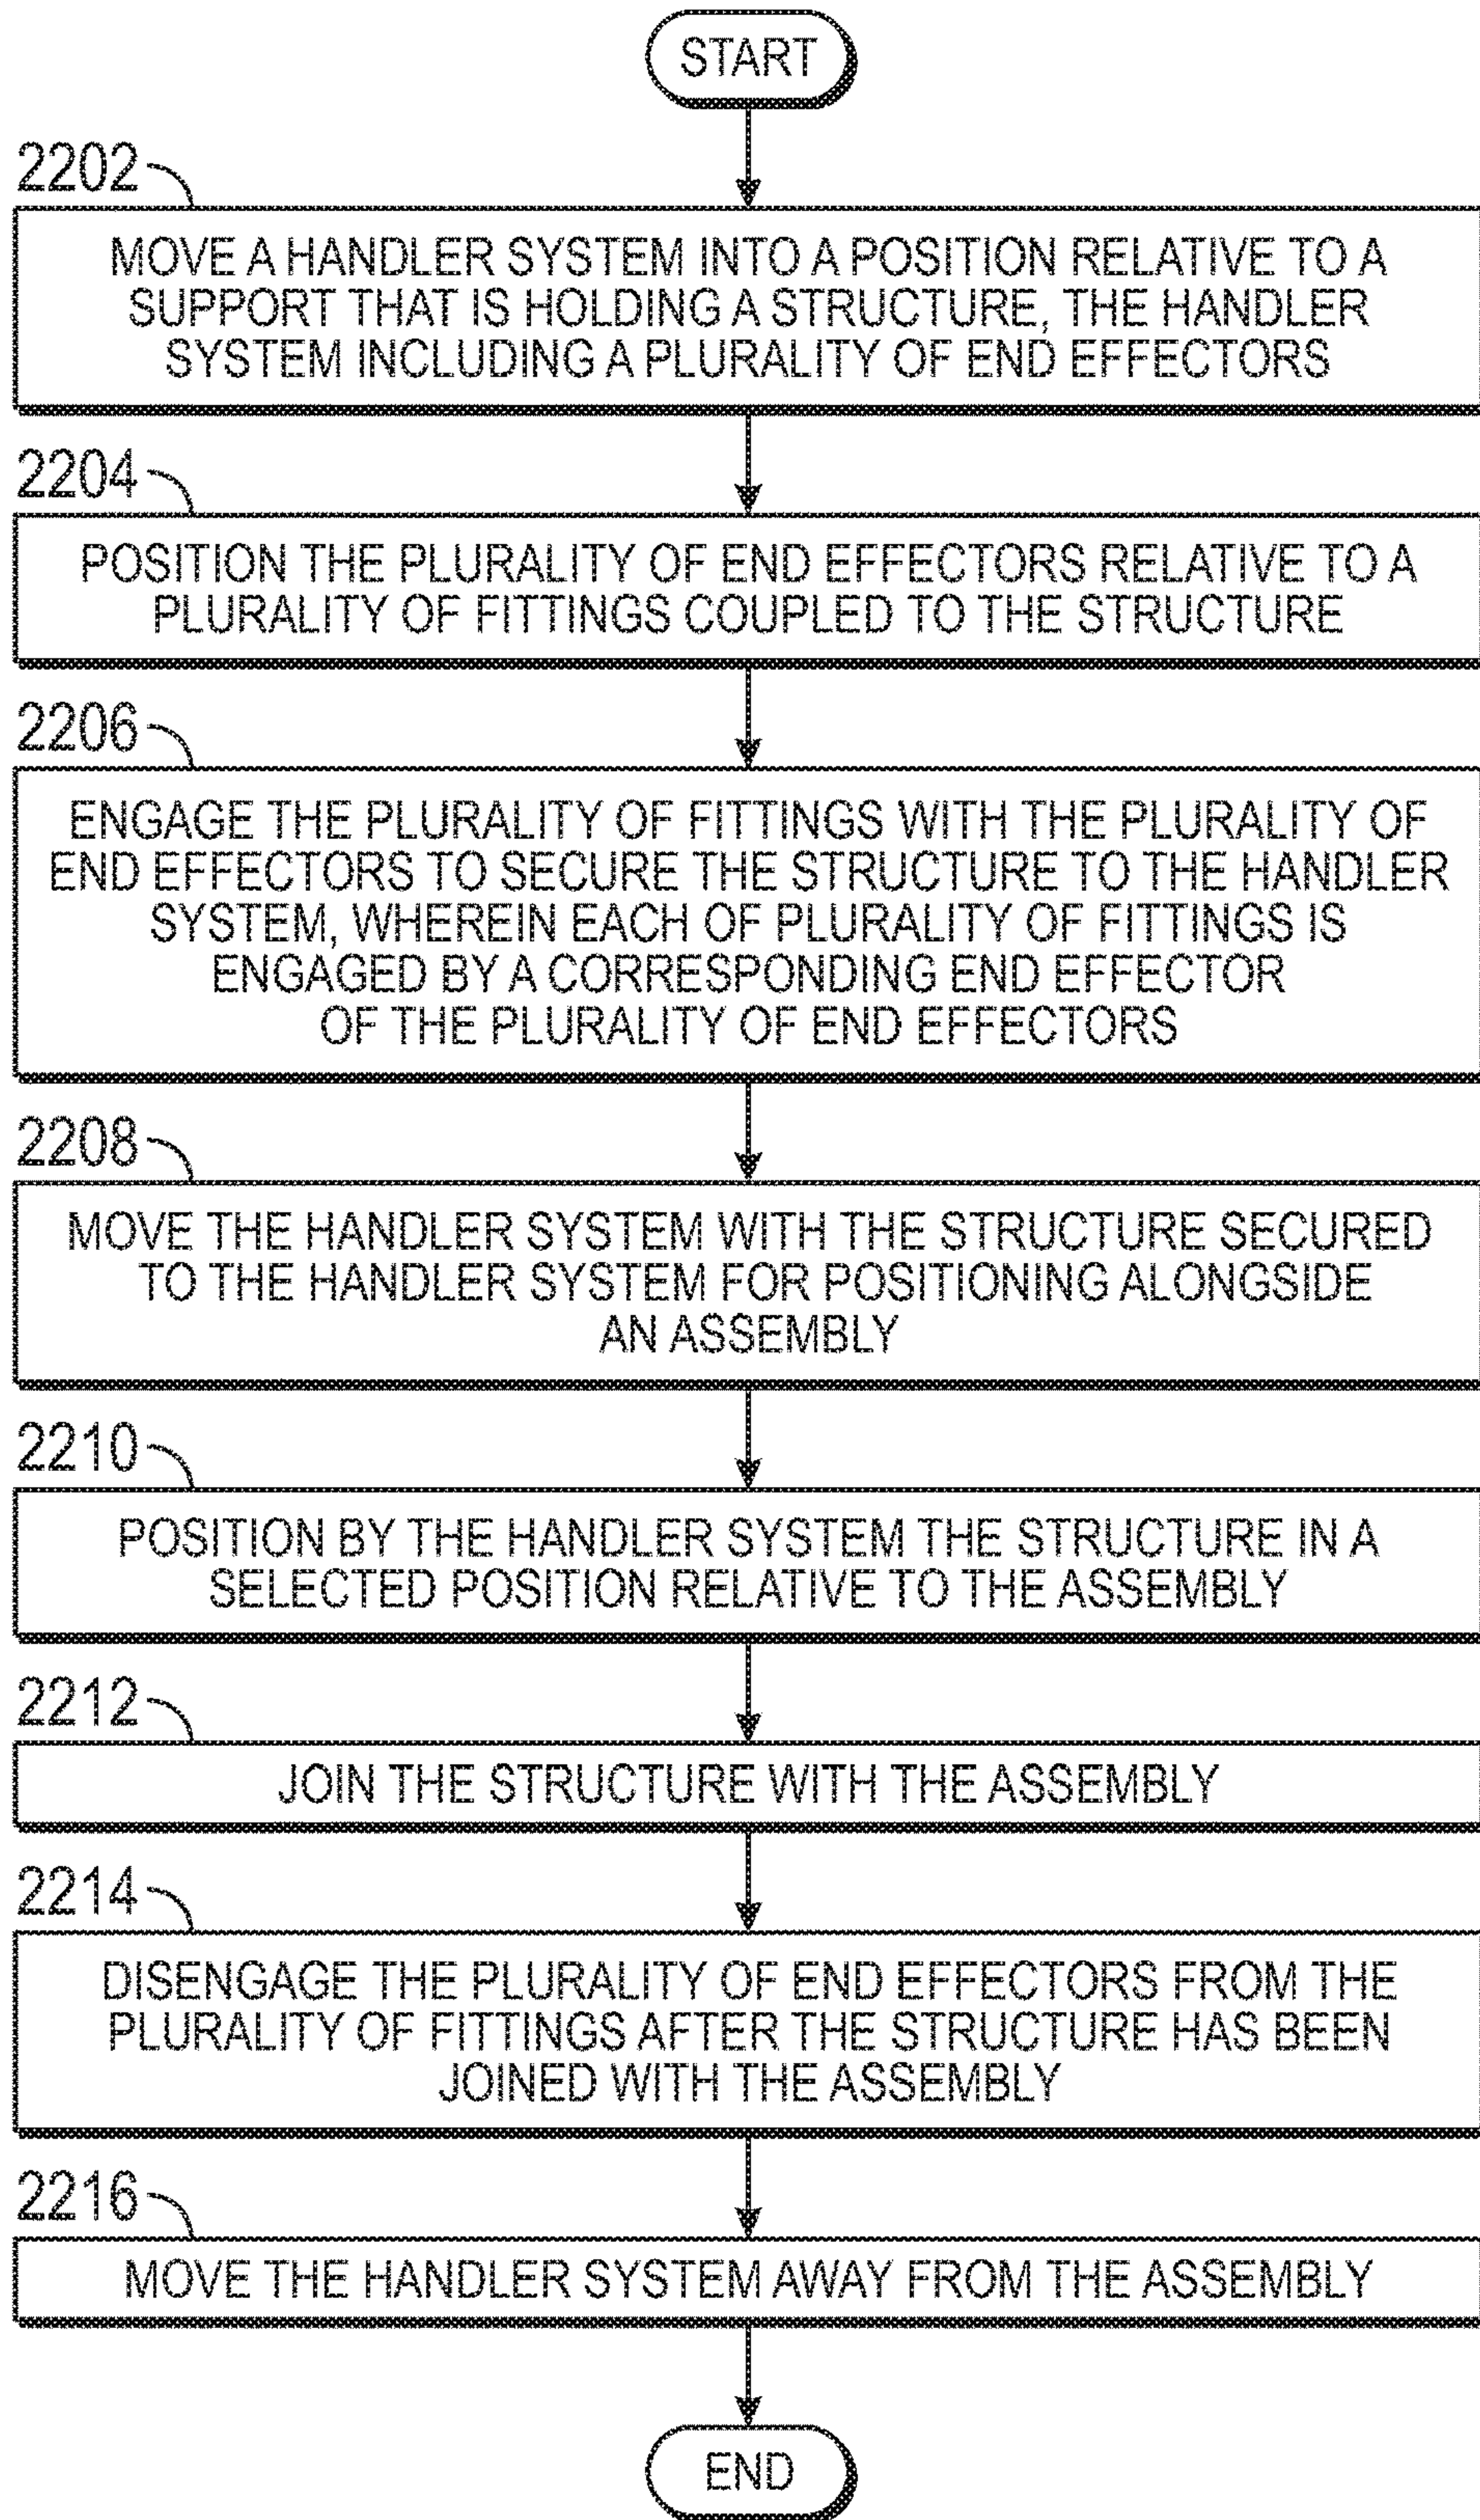 START
2202
MOVE A HANDLER SYSTEM INTO A POSITION RELATIVE TO A
SUPPORT THAT IS HOLDING A STRUCTURE, THE HANDLER
SYSTEM INCLUDING A PLURALITY OF END EFFECTORS
2204
POSITION THE PLURALITY OF END EFFECTORS RELATIVE TO A
PLURALITY OF FITTINGS COUPLED TO THE STRUCTURE
2206
ENGAGE THE PLURALITY OF FITTINGS WITH THE PLURALITY OF
END EFFECTORS TO SECURE THE STRUCTURE TO THE HANDLER
SYSTEM, WHEREIN EACH OF PLURALITY OF FITTINGS IS
ENGAGED BY A CORRESPONDING END EFFECTOR
OF THE PLURALITY OF END EFFECTORS
2208
MOVE THE HANDLER SYSTEM WITH THE STRUCTURE SECURED
TO THE HANDLER SYSTEM FOR POSITIONING ALONGSIDE
AN ASSEMBLY
2210
POSITION BY THE HANDLER SYSTEM THE STRUCTURE IN A
SELECTED POSITION RELATIVE TO THE ASSEMBLY
2212
JOIN THE STRUCTURE WITH THE ASSEMBLY
2214
DISENGAGE THE PLURALITY OF END EFFECTORS FROM THE
PLURALITY OF FITTINGS AFTER THE STRUCTURE HAS BEEN
JOINED WITH THE ASSEMBLY
2216
MOVE THE HANDLER SYSTEM AWAY FROM THE ASSEMBLY
END